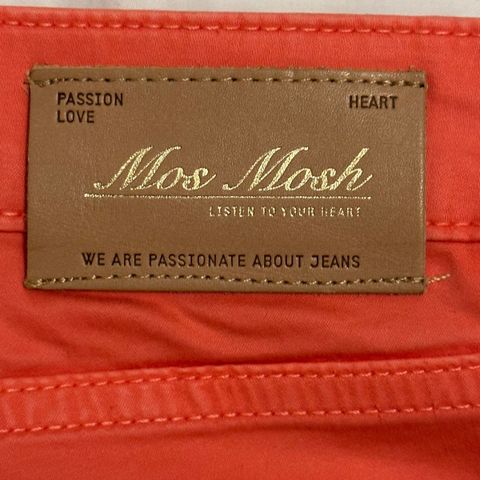 PASSION HEART
LOVE
Mos Mosh
LISTEN TO YOUR HEART
WE ARE PASSIONATE ABOUT JEANS